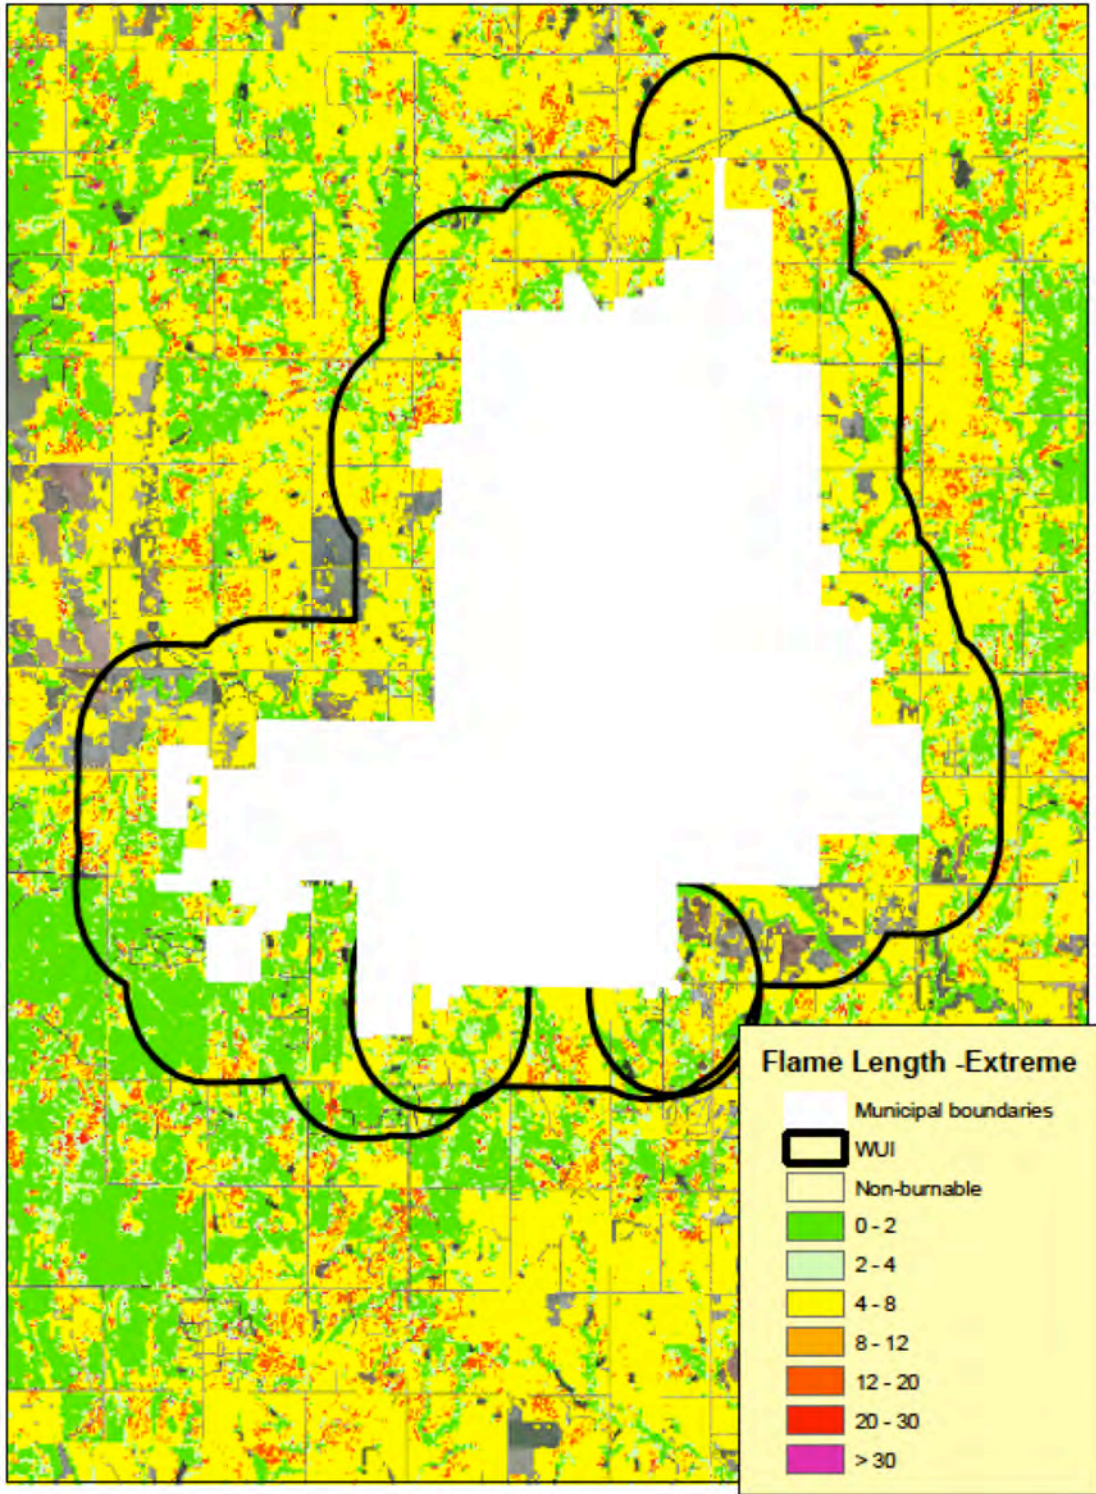 Flame Length -Extreme
Municipal boundaries
WUI
Non-burnable
0 - 2
2 - 4
4 - 8
8 - 12
12 - 20
20 - 30
> 30